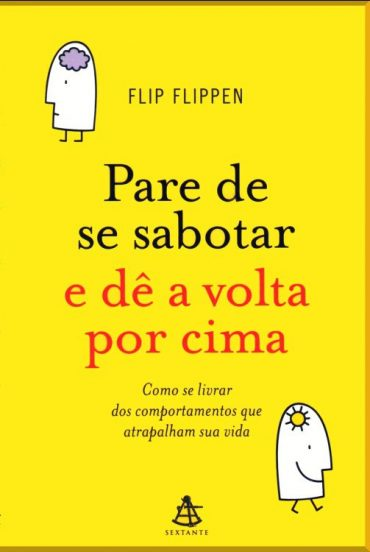 FLIP FLIPPEN
Pare de
se sabotar
e dê a volta
por cima
Como se livrar
dos comportamentos que
atrapalham sua vida
SEXTANTE